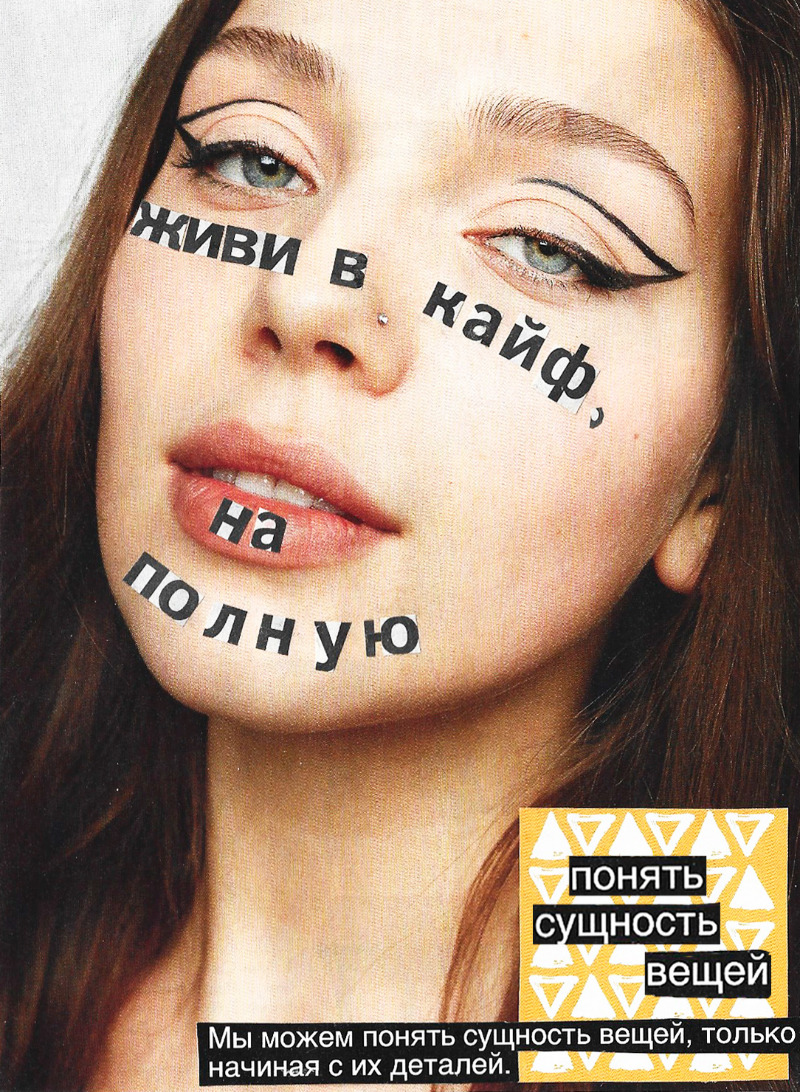 живи в кайф,
на
полную
понять
сущность
вещей
Мы можем понять сущность вещей, только
начиная с их деталей.